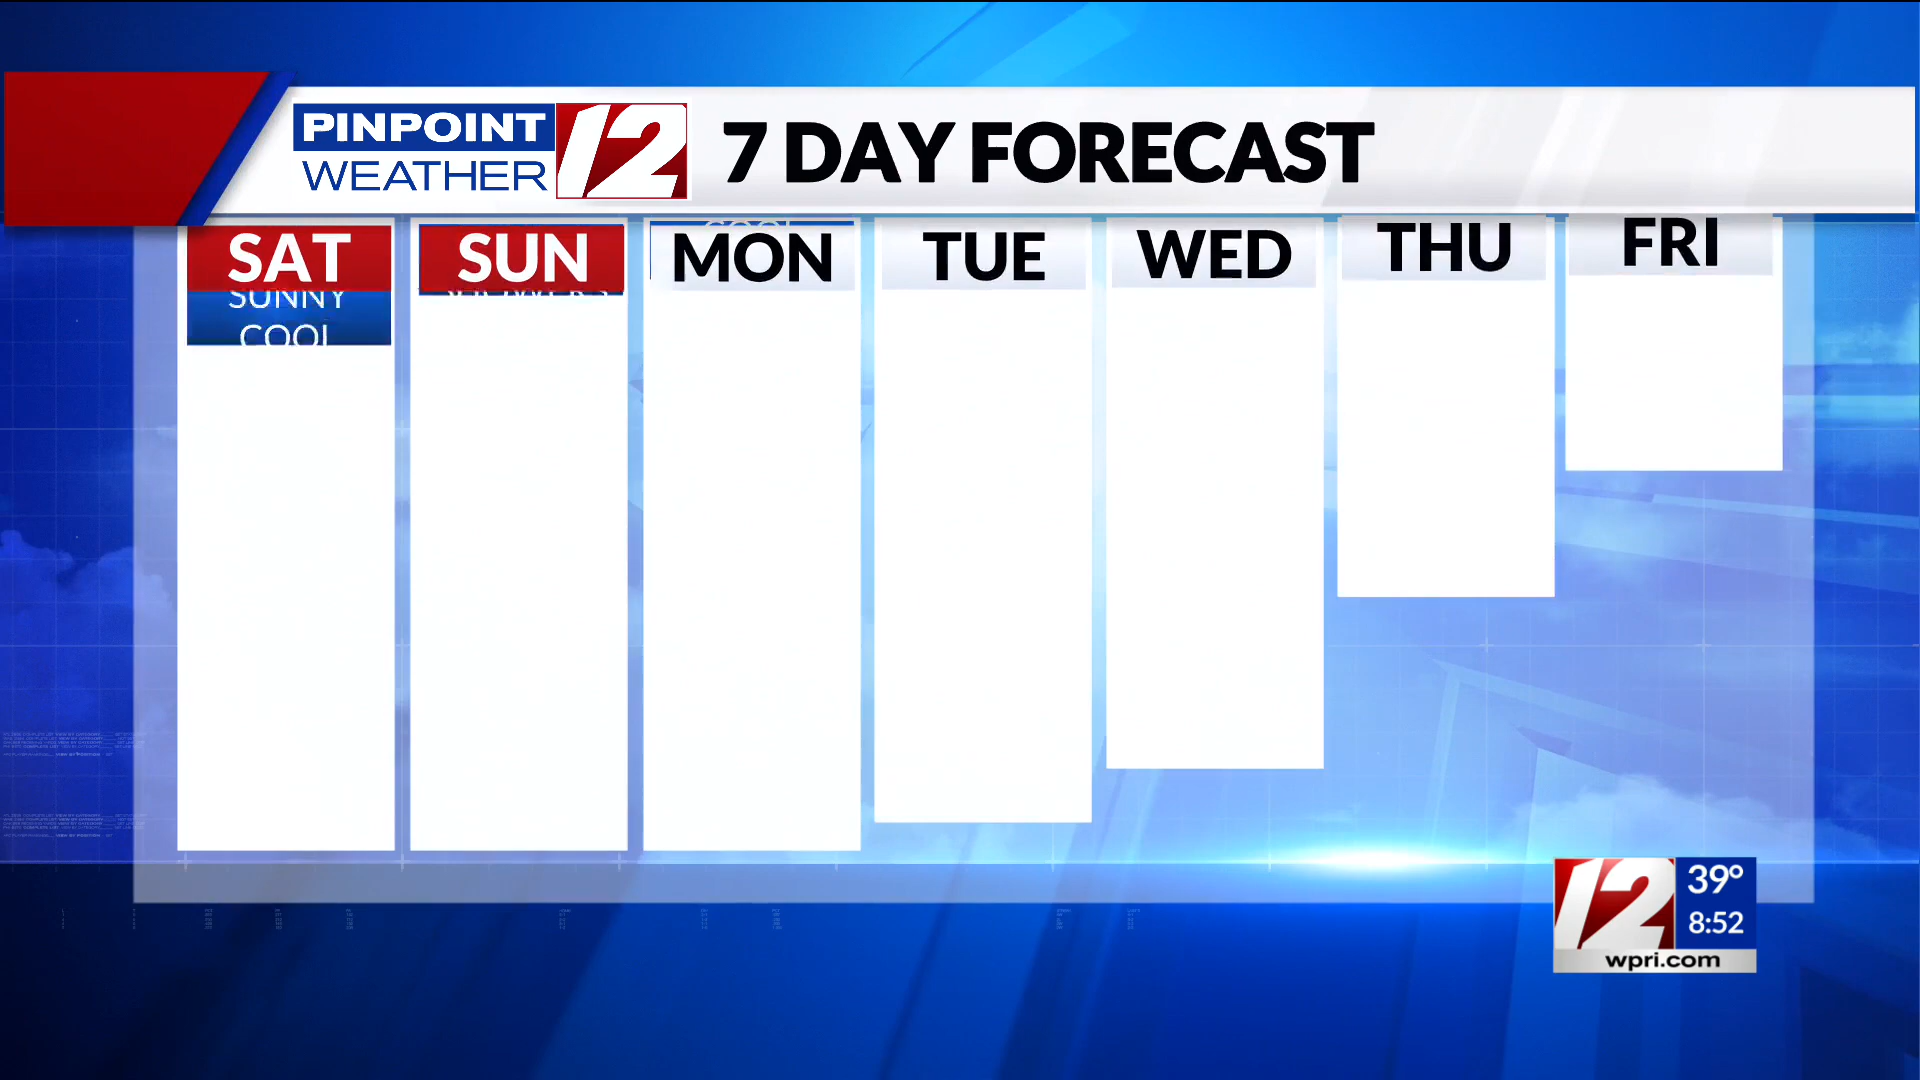 PINPOINT
WEATHER
12
7 DAY FORECAST
SAT
SUN
MON
TUE
WED
THU
FRI
SUNNY
COOL
COOL
12
39°
8:52
wpri.com